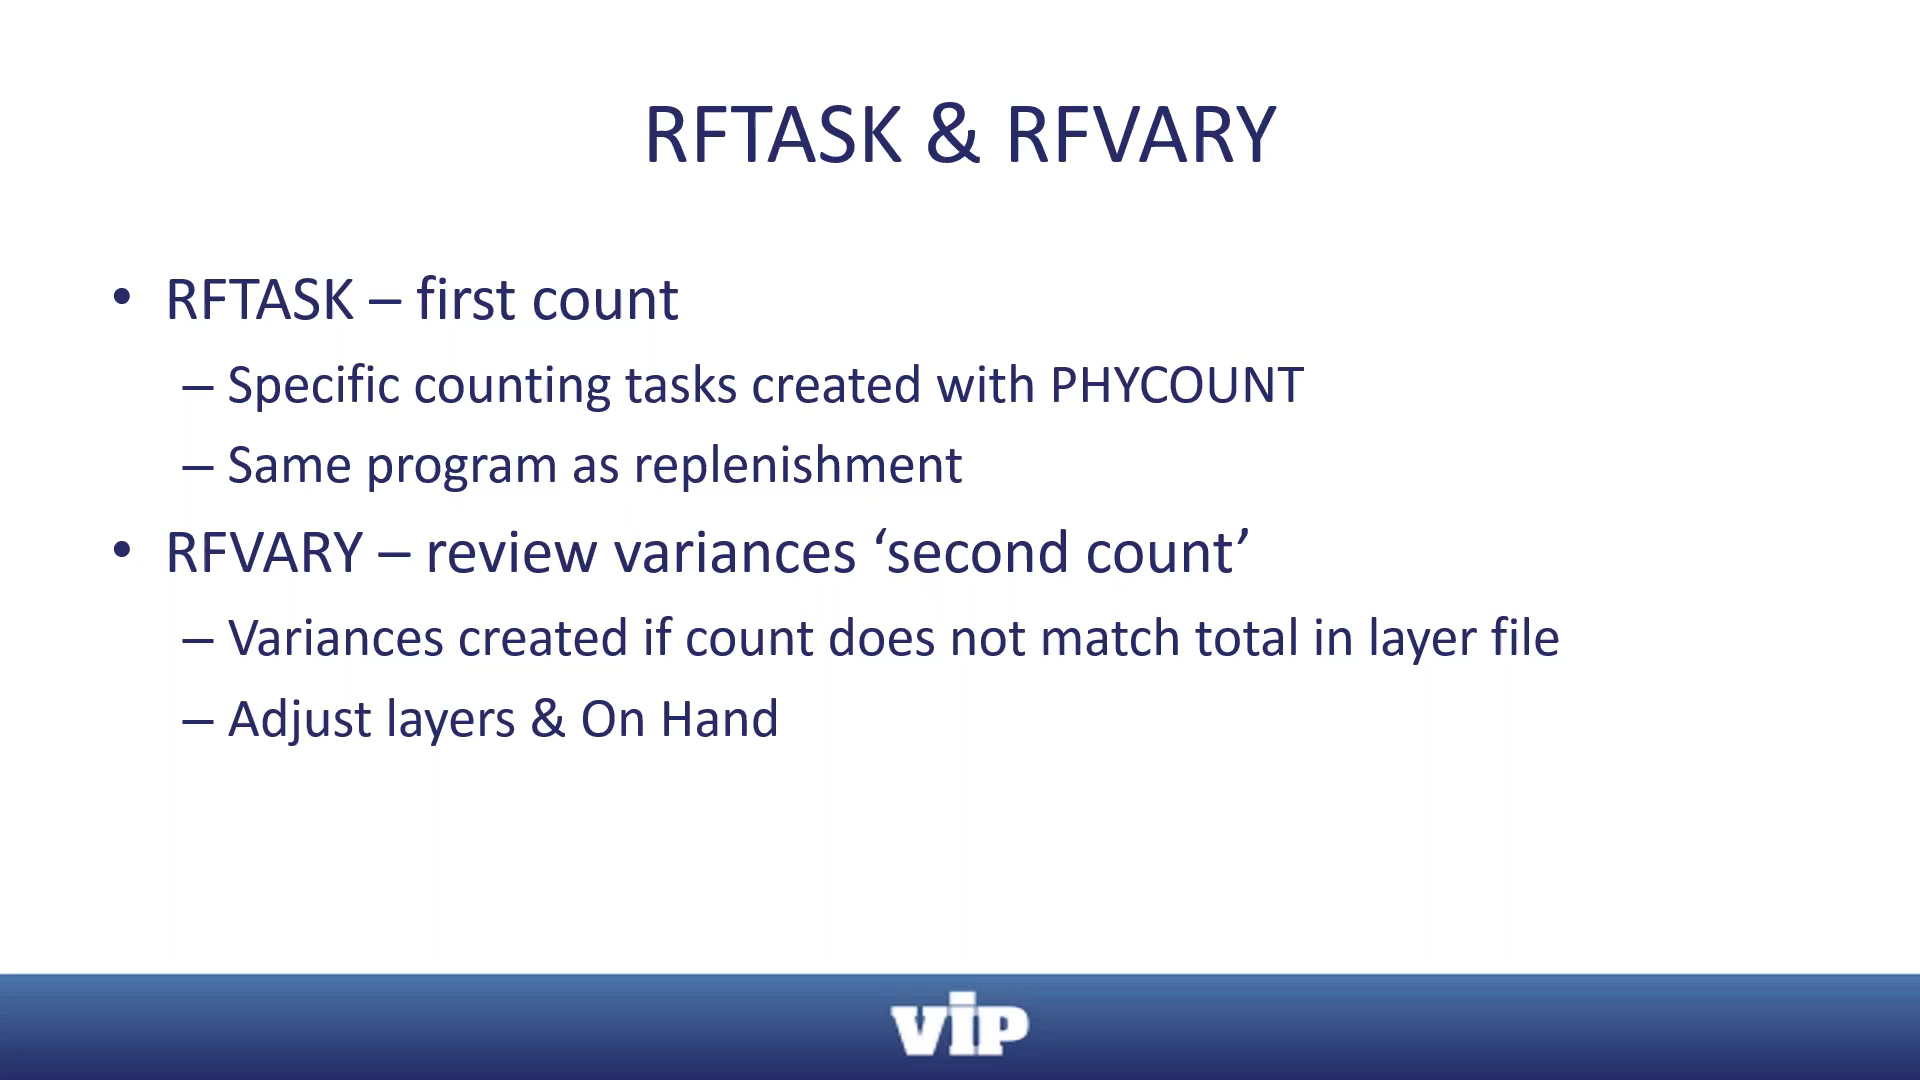 RFTASK & RFVARY
• RFTASK – first count
– Specific counting tasks created with PHYCOUNT
– Same program as replenishment
• RFVARY – review variances ‘second count’
– Variances created if count does not match total in layer file
– Adjust layers & On Hand
vip